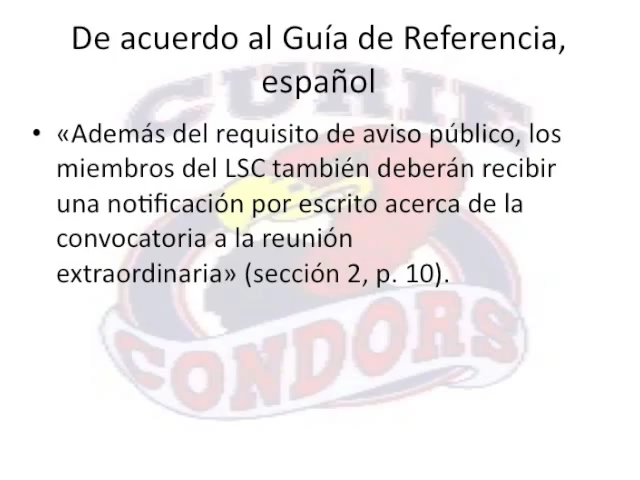 De acuerdo al Guía de Referencia,
español
• «Además del requisito de aviso público, los
miembros del LSC también deberán recibir
una notificación por escrito acerca de la
convocatoria a la reunión
extraordinaria» (sección 2, p. 10).
CURIE
CONDORS